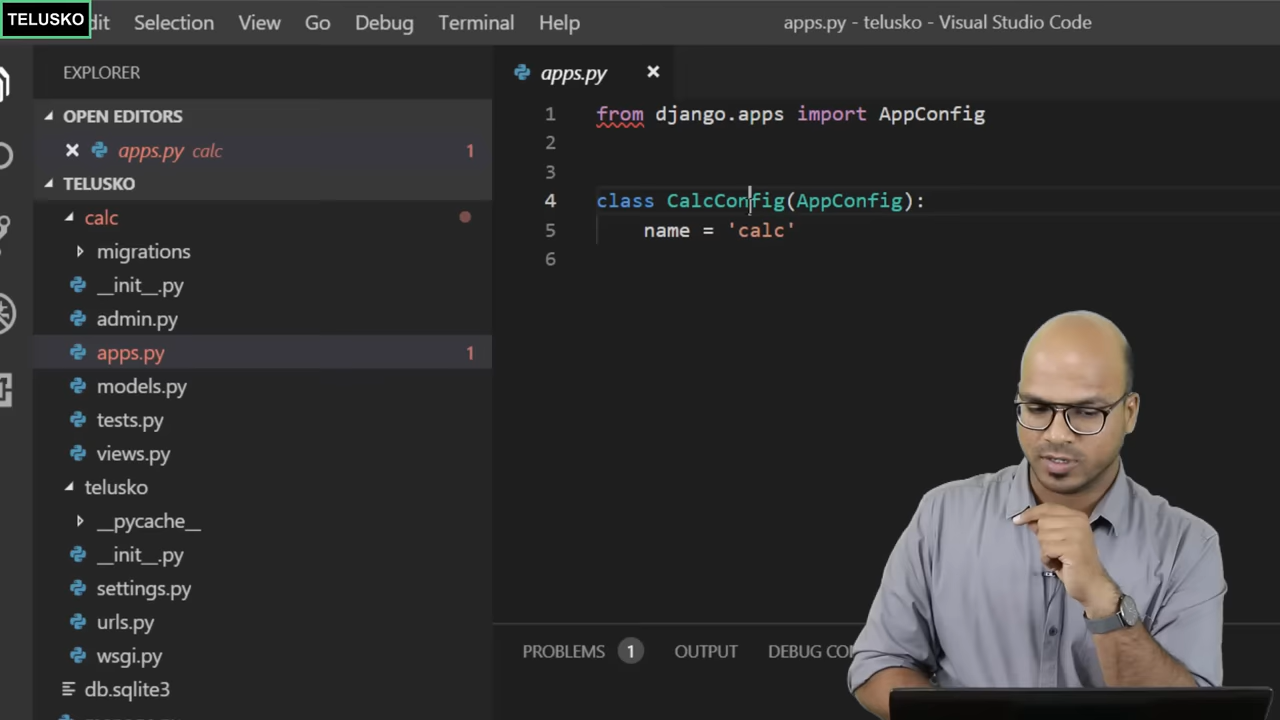 TELUSKO
Edit Selection View Go Debug Terminal Help apps.py - telusko - Visual Studio Code
EXPLORER
OPEN EDITORS
apps.py calc 1
TELUSKO
calc
migrations
__init__.py
admin.py
apps.py 1
models.py
tests.py
views.py
telusko
__pycache__
__init__.py
settings.py
urls.py
wsgi.py
db.sqlite3
apps.py
1 from django.apps import AppConfig
2
3
4 class CalcConfig(AppConfig):
5 name = 'calc'
6
PROBLEMS 1 OUTPUT DEBUG CO